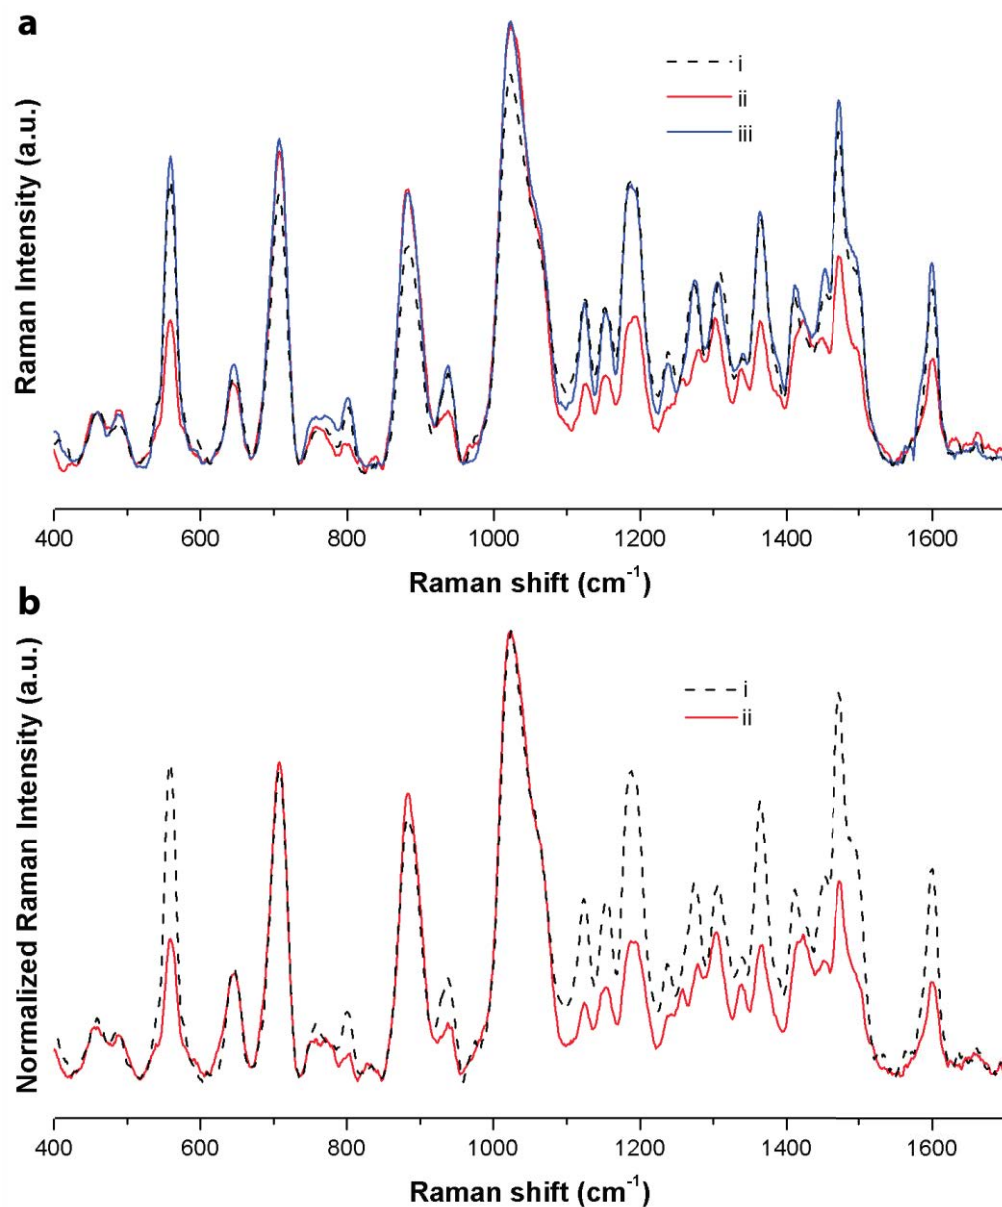 a
i
ii
iii
Raman Intensity (a.u.)
400 600 800 1000 1200 1400 1600
Raman shift (cm⁻¹)
b
i
ii
Normalized Raman Intensity (a.u.)
400 600 800 1000 1200 1400 1600
Raman shift (cm⁻¹)